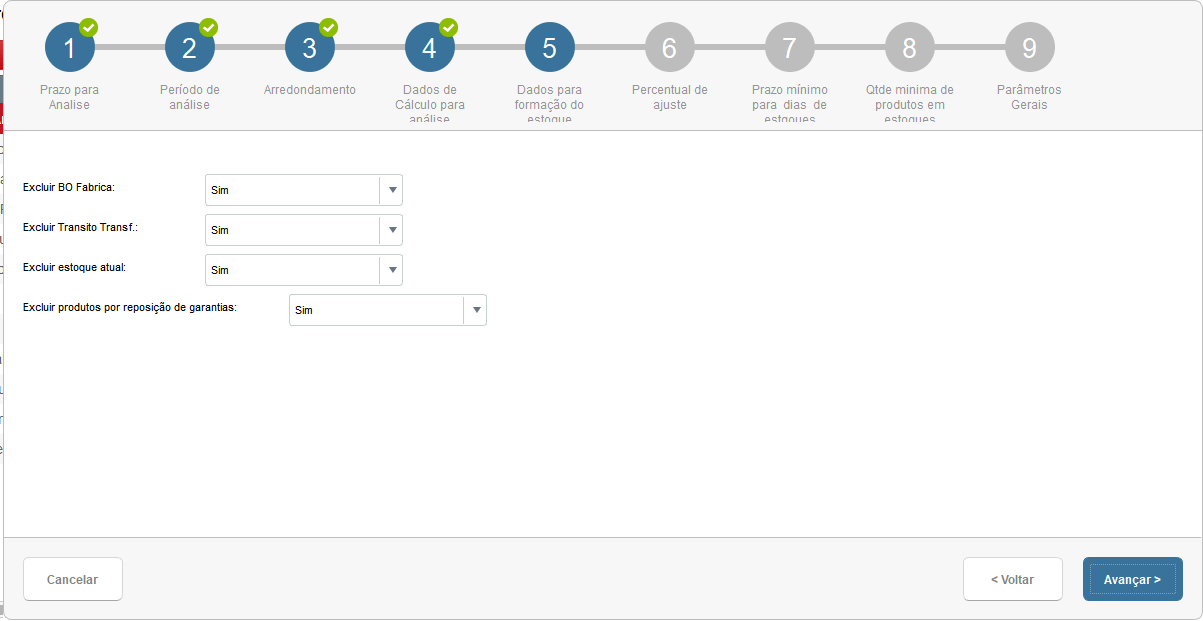 1 2 3 4 5 6 7 8 9
Prazo para
Analise
Período de
análise
Arredondamento
Dados de
Cálculo para
análise
Dados para
formação do
estoque
Percentual de
ajuste
Prazo mínimo
para dias de
estqoues
Qtde minima de
produtos em
estoques
Parâmetros
Gerais
Excluir BO Fabrica: Sim
Excluir Transito Transf.: Sim
Excluir estoque atual: Sim
Excluir produtos por reposição de garantias: Sim
Cancelar < Voltar Avançar >